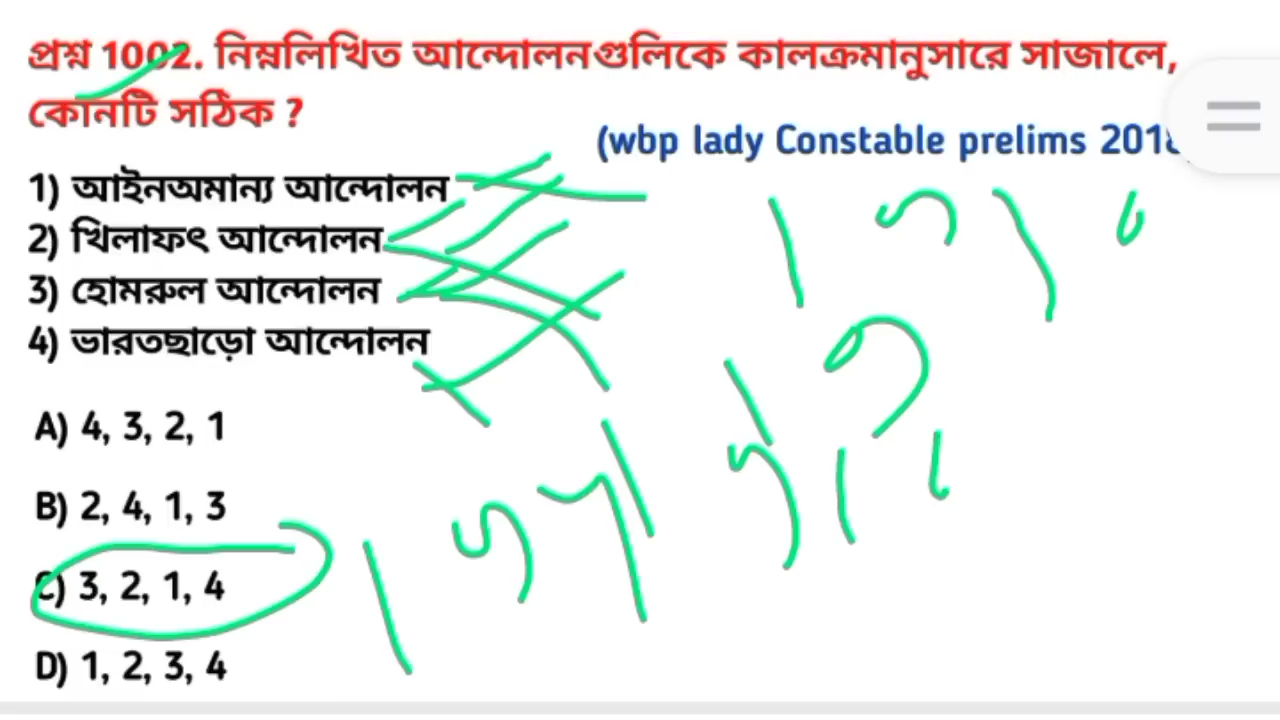 প্রশ্ন 1002. নিম্নলিখিত আন্দোলনগুলিকে কালক্রমানুসারে সাজালে,
কোনটি সঠিক ?
(wbp lady Constable prelims 2018
1) আইনঅমান্য আন্দোলন
2) খিলাফৎ আন্দোলন
3) হোমরুল আন্দোলন
4) ভারতছাড়ো আন্দোলন
A) 4, 3, 2, 1
B) 2, 4, 1, 3
C) 3, 2, 1, 4
D) 1, 2, 3, 4